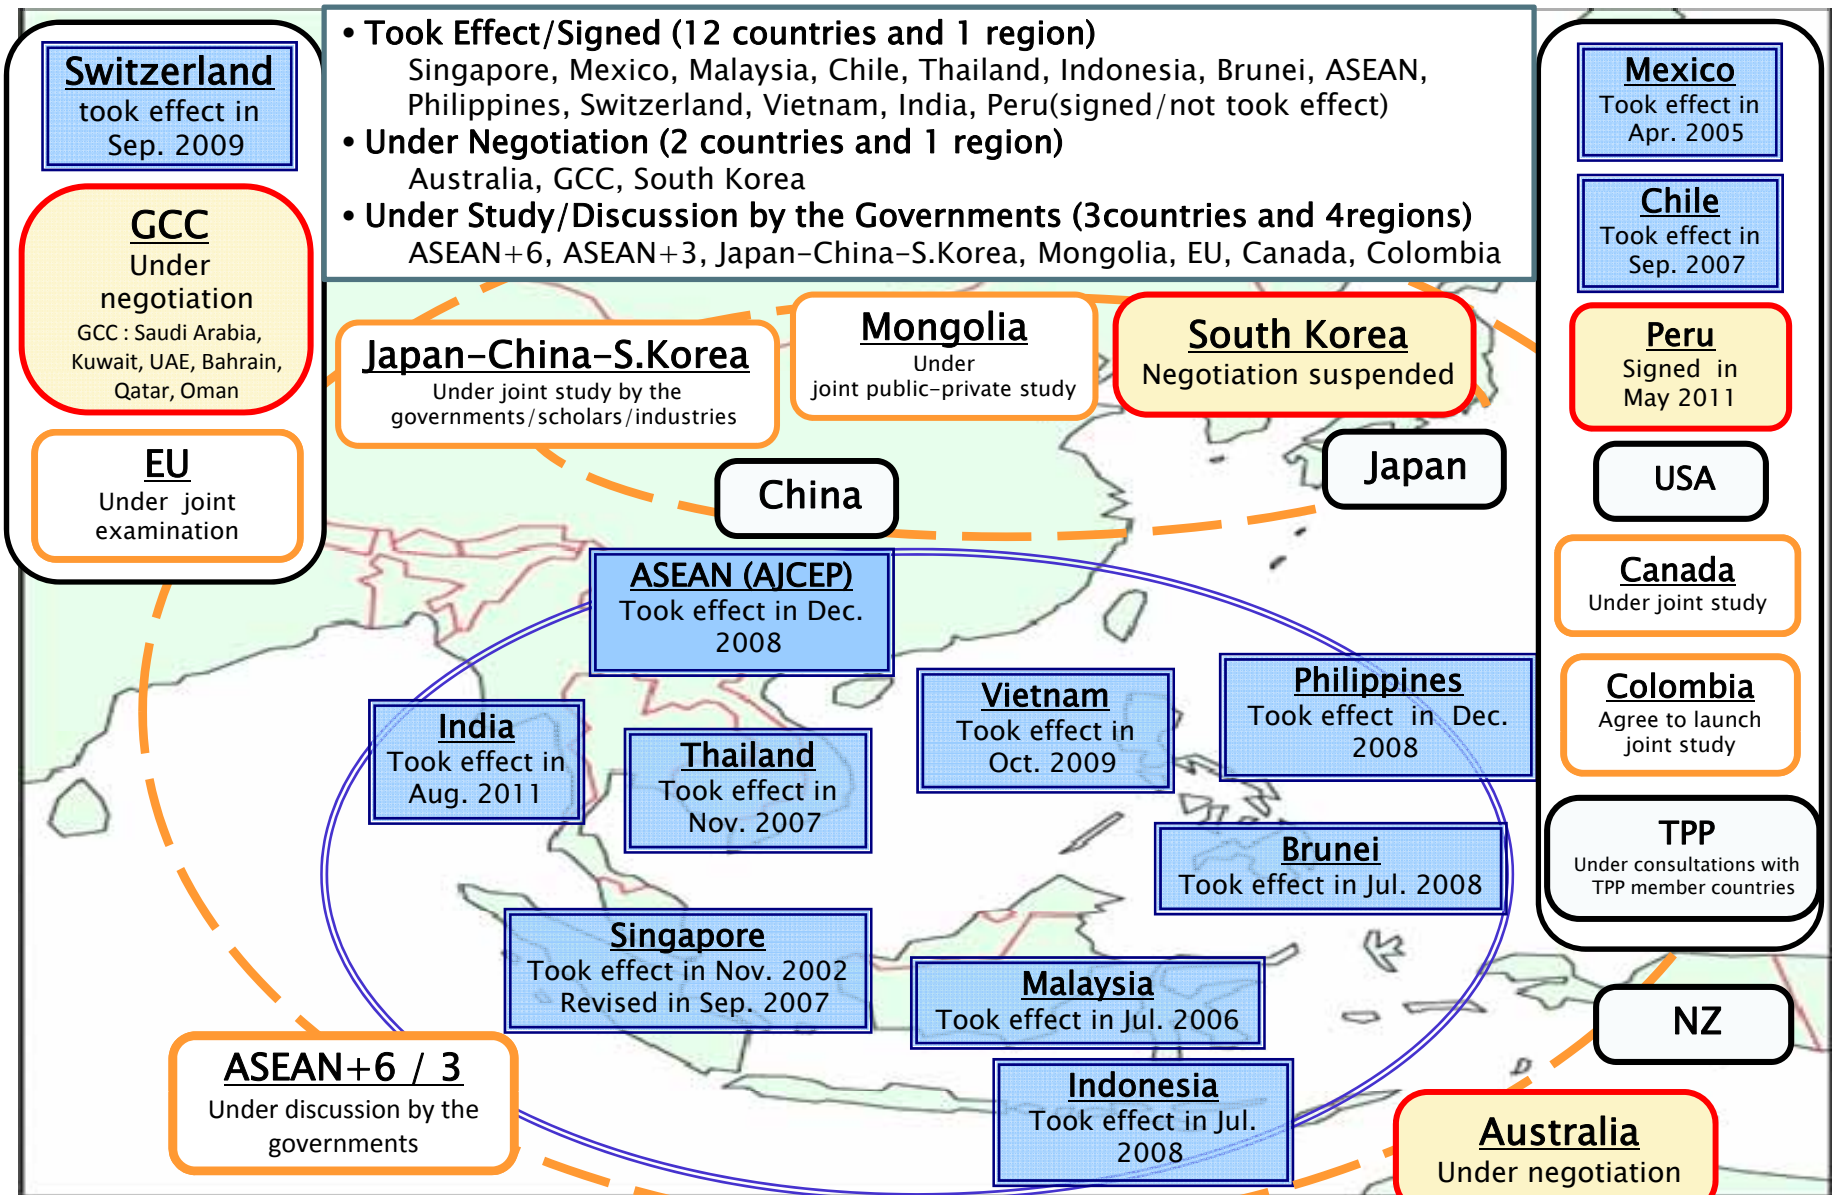 • Took Effect/Signed (12 countries and 1 region)
Singapore, Mexico, Malaysia, Chile, Thailand, Indonesia, Brunei, ASEAN,
Philippines, Switzerland, Vietnam, India, Peru(signed/not took effect)
• Under Negotiation (2 countries and 1 region)
Australia, GCC, South Korea
• Under Study/Discussion by the Governments (3countries and 4regions)
ASEAN+6, ASEAN+3, Japan-China-S.Korea, Mongolia, EU, Canada, Colombia
Switzerland
took effect in
Sep. 2009
GCC
Under
negotiation
GCC : Saudi Arabia,
Kuwait, UAE, Bahrain,
Qatar, Oman
EU
Under joint
examination
Japan-China-S.Korea
Under joint study by the
governments/scholars/industries
Mongolia
Under
joint public-private study
South Korea
Negotiation suspended
China
Japan
Mexico
Took effect in
Apr. 2005
Chile
Took effect in
Sep. 2007
Peru
Signed in
May 2011
USA
Canada
Under joint study
Colombia
Agree to launch
joint study
TPP
Under consultations with
TPP member countries
ASEAN (AJCEP)
Took effect in Dec.
2008
India
Took effect in
Aug. 2011
Thailand
Took effect in
Nov. 2007
Vietnam
Took effect in
Oct. 2009
Philippines
Took effect in Dec.
2008
Brunei
Took effect in Jul. 2008
Singapore
Took effect in Nov. 2002
Revised in Sep. 2007
Malaysia
Took effect in Jul. 2006
Indonesia
Took effect in Jul.
2008
NZ
ASEAN+6 / 3
Under discussion by the
governments
Australia
Under negotiation